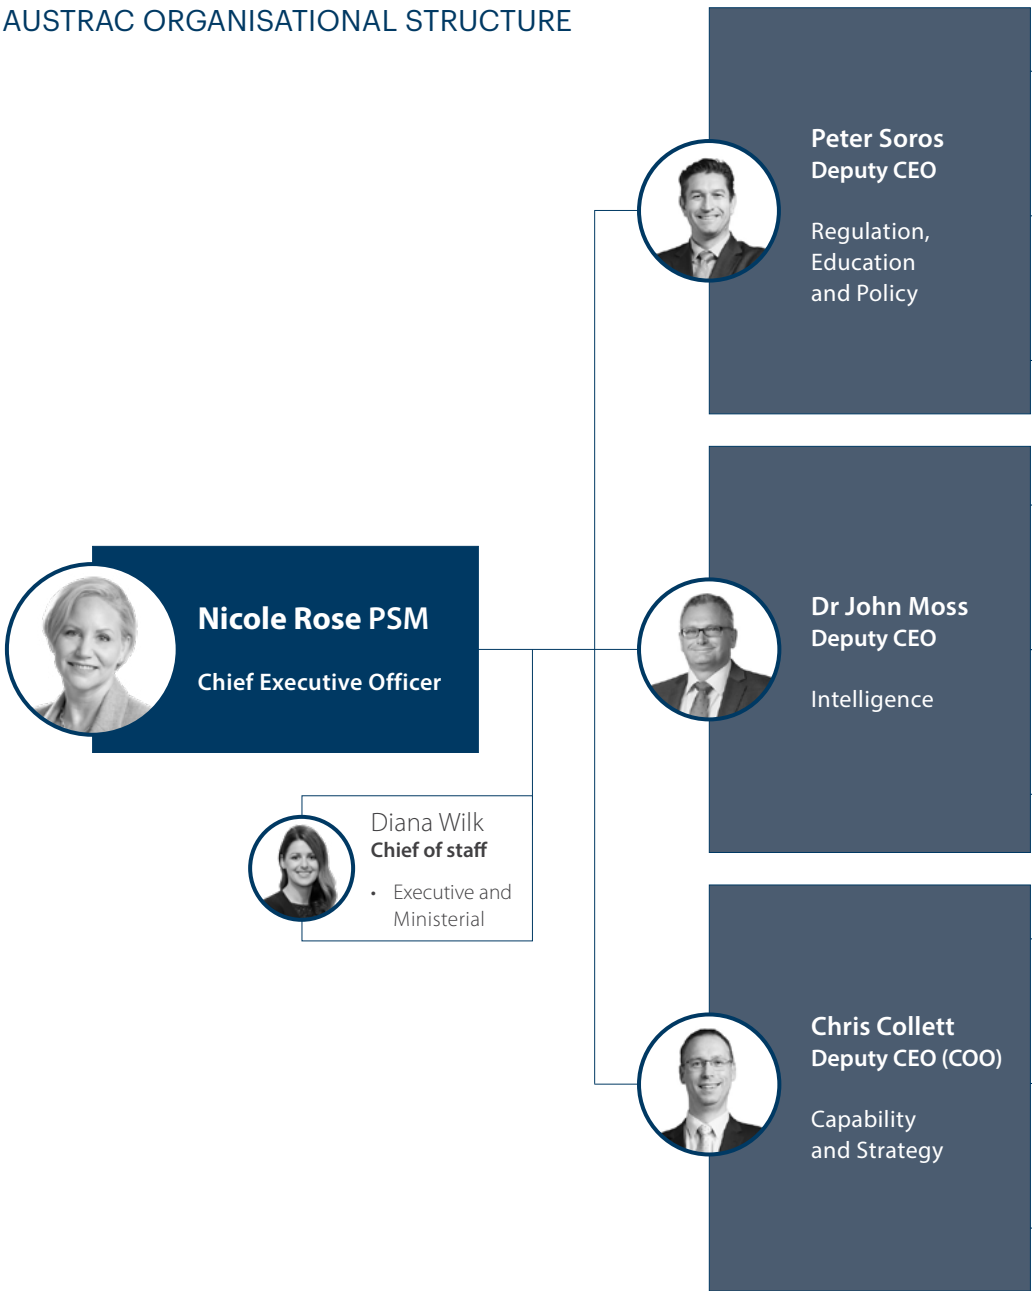 AUSTRAC ORGANISATIONAL STRUCTURE
Nicole Rose PSM
Chief Executive Officer
Diana Wilk
Chief of staff
• Executive and
Ministerial
Peter Soros
Deputy CEO
Regulation,
Education
and Policy
Dr John Moss
Deputy CEO
Intelligence
Chris Collett
Deputy CEO (COO)
Capability
and Strategy